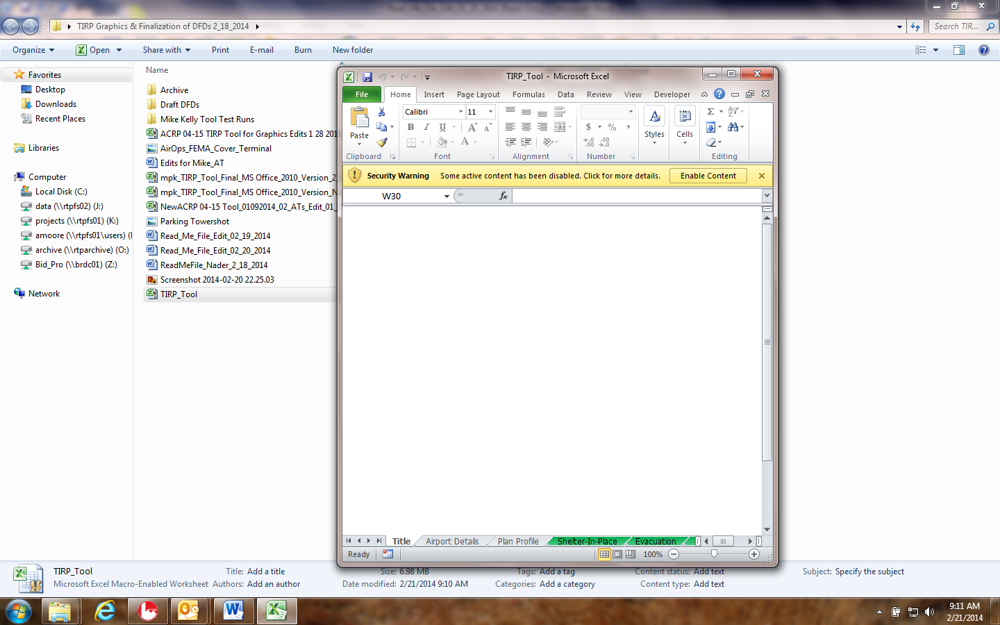 TIRP Graphics & Finalization of DFDs 2_18_2014
Search TIR...
Organize Open Share with Print E-mail Burn New folder
Favorites
Desktop
Downloads
Recent Places
Libraries
Computer
Local Disk (C:)
data (\\rtpfs02) (J:)
projects (\\rtpfs01) (K:)
amoore (\\rtpfs01\users) (
archive (\\rtparchive) (O:)
Bid_Pro (\\brdc01) (Z:)
Network
Name
Archive
Draft DFDs
Mike Kelly Tool Test Runs
ACRP 04-15 TIRP Tool for Graphics Edits 1 28 201
AirOps_FEMA_Cover_Terminal
Edits for Mike_AT
mpk_TIRP_Tool_Final_MS Office_2010_Version_2
mpk_TIRP_Tool_Final_MS Office_2010_Version_N
NewACRP 04-15 Tool_01092014_02_ATs_Edit_01_
Parking Towershot
Read_Me_File_Edit_02_19_2014
Read_Me_File_Edit_02_20_2014
ReadMeFile_Nader_2_18_2014
Screenshot 2014-02-20 22.25.03
TIRP_Tool
TIRP_Tool - Microsoft Excel
File Home Insert Page Layout Formulas Data Review View Developer
Calibri 11
B I U A A
A
$ % ,
Paste Styles Cells
Clipboard Font Alignment Number Editing
Security Warning Some active content has been disabled. Click for more details. Enable Content
W30 fx
Title Airport Details Plan Profile Shelter-In-Place Evacuation
Ready 100%
TIRP_Tool Title: Add a title Size: 6.98 MB Tags: Add a tag Content status: Add text Subject: Specify the subject
Microsoft Excel Macro-Enabled Worksheet Authors: Add an author Date modified: 2/21/2014 9:10 AM Categories: Add a category Content type: Add text
9:11 AM
2/21/2014